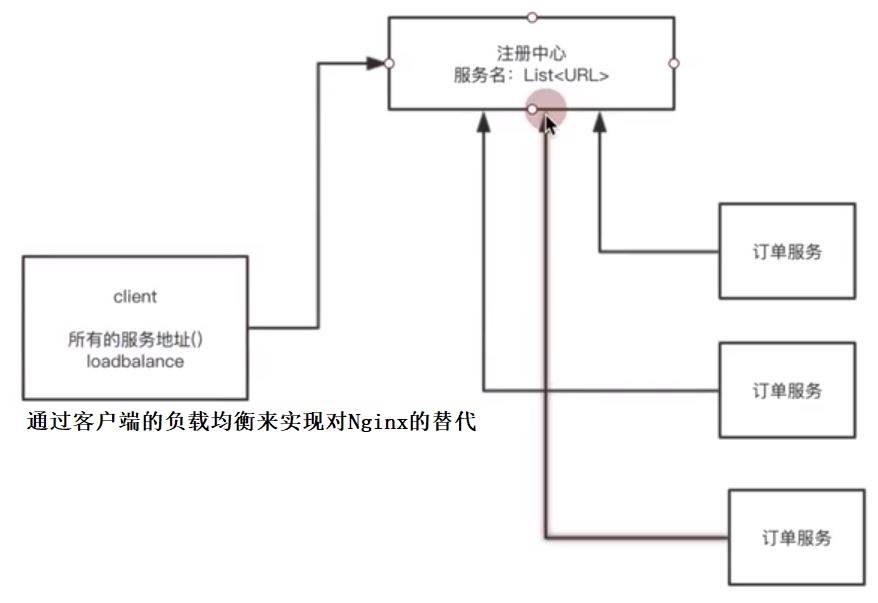 注册中心
服务名：List<URL>
订单服务
client
所有的服务地址()
loadbalance
订单服务
通过客户端的负载均衡来实现对Nginx的替代
订单服务